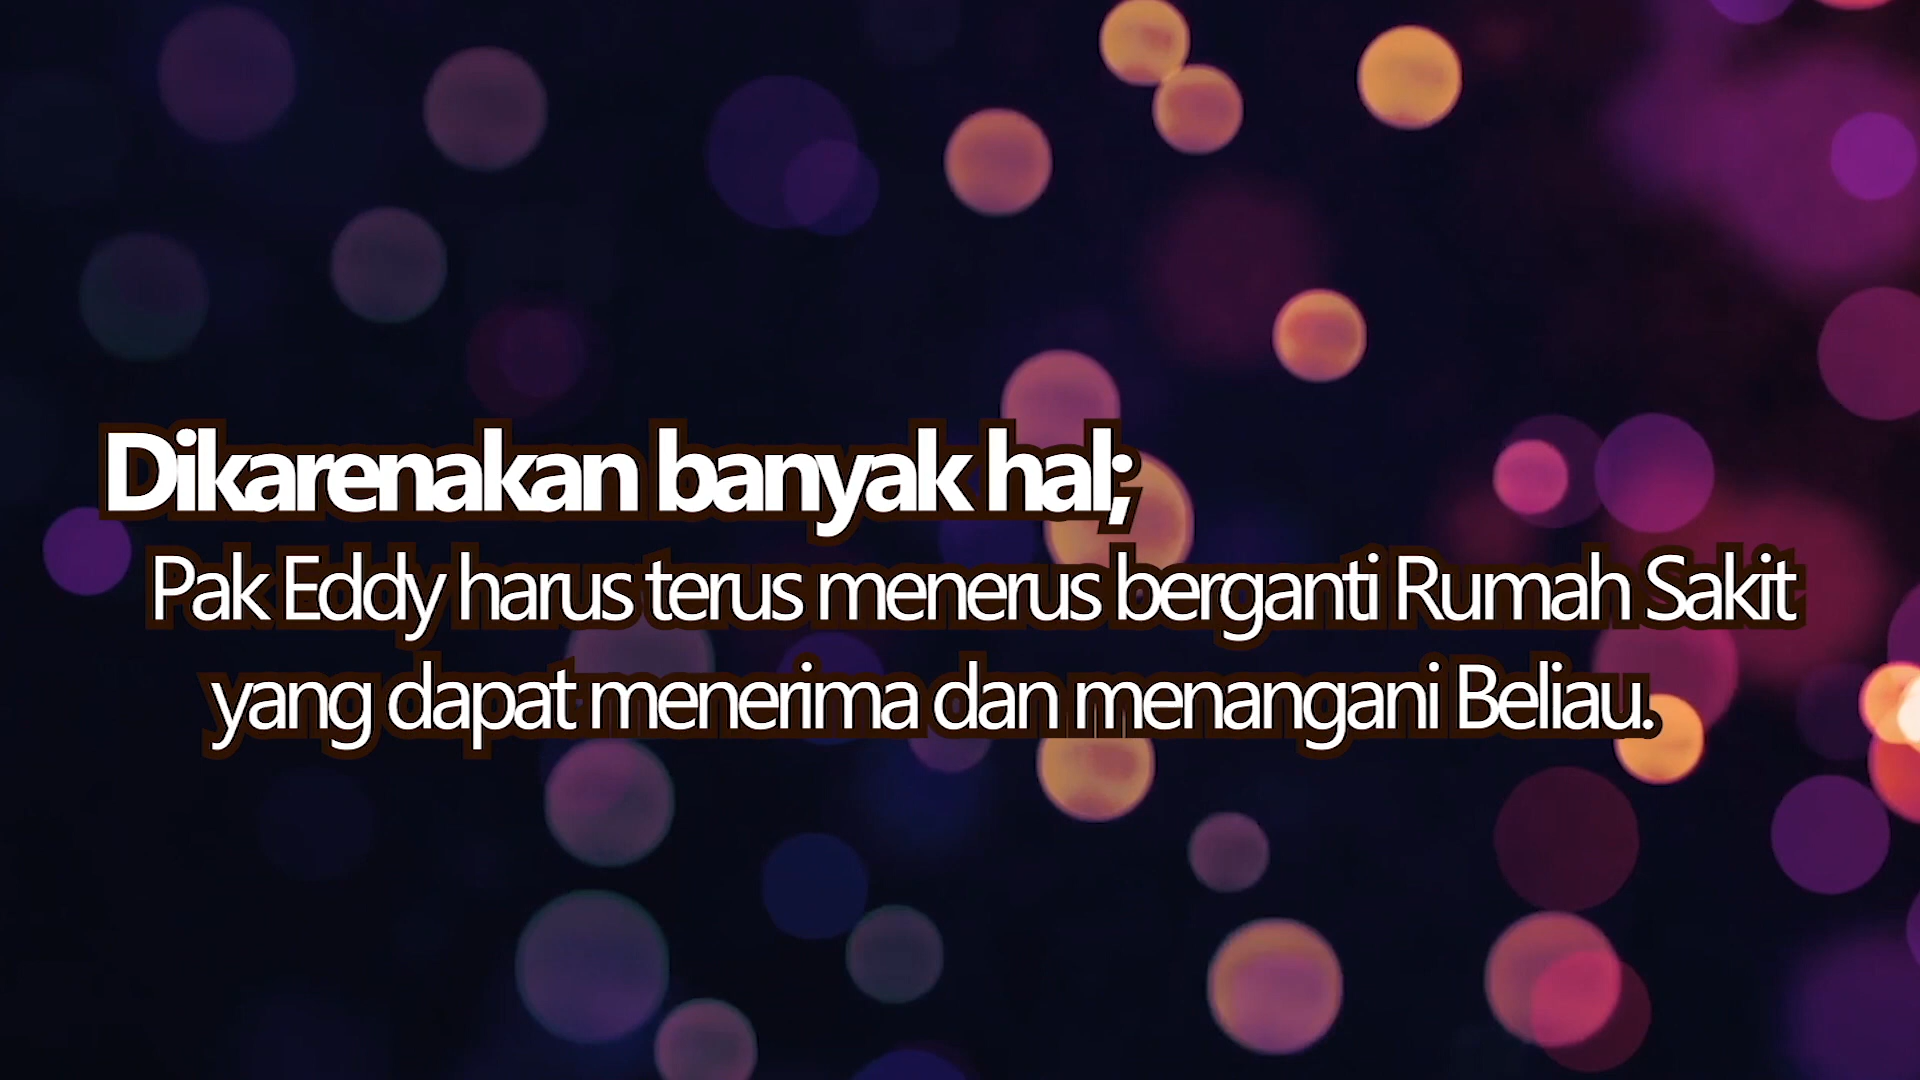 Dikarenakan banyak hal;
Pak Eddy harus terus menerus berganti Rumah Sakit
yang dapat menerima dan menangani Beliau.